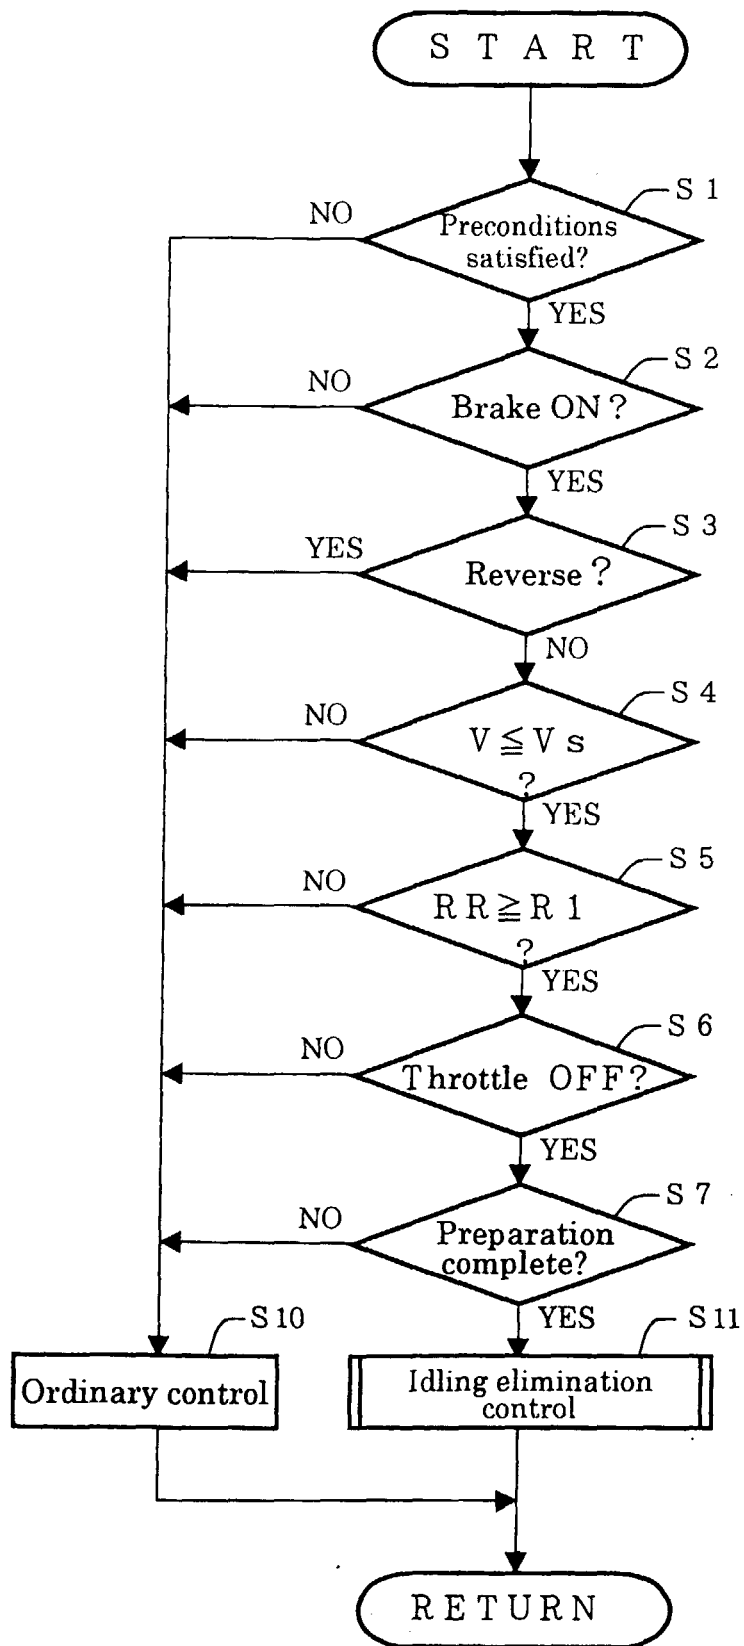 START
S1
NO
Preconditions
satisfied?
YES
S2
NO
Brake ON?
YES
S3
YES
Reverse?
NO
S4
NO
V≦Vs
?
YES
S5
NO
RR≧R1
?
YES
S6
NO
Throttle OFF?
YES
S7
NO
Preparation
complete?
YES
S10
S11
Ordinary control
Idling elimination
control
RETURN